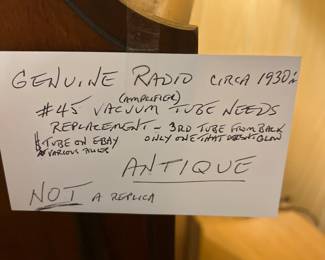 GENUINE RADIO CIRCA 1930's
(AMPLIFIER)
#45 VACUUM TUBE NEEDS
REPLACEMENT - 3RD TUBE FROM BACK
$ TUBE ON EBAY ONLY ONE THAT DOESN'T GLOW
VARIOUS
ANTIQUE
NOT A REPLICA